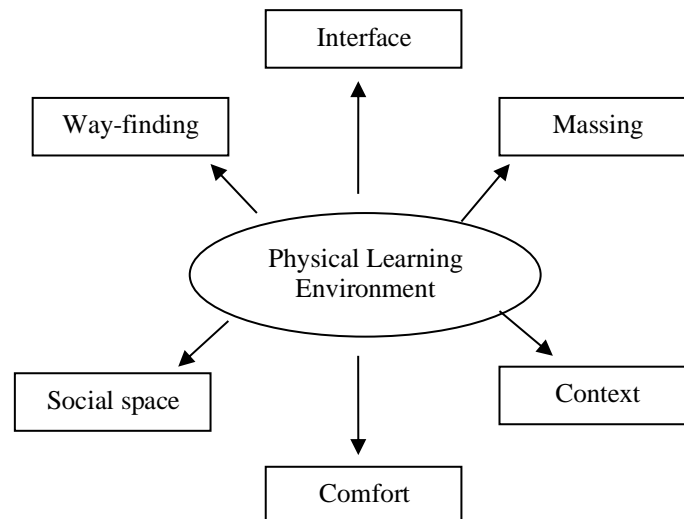 Interface
Way-finding
Massing
Physical Learning
Environment
Social space
Context
Comfort